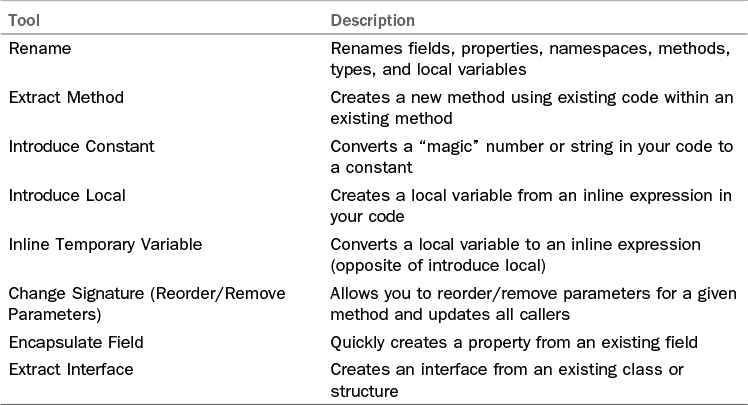 Tool Description
Rename Renames fields, properties, namespaces, methods,
types, and local variables
Extract Method Creates a new method using existing code within an
existing method
Introduce Constant Converts a “magic” number or string in your code to
a constant
Introduce Local Creates a local variable from an inline expression in
your code
Inline Temporary Variable Converts a local variable to an inline expression
(opposite of introduce local)
Change Signature (Reorder/Remove Allows you to reorder/remove parameters for a given
Parameters) method and updates all callers
Encapsulate Field Quickly creates a property from an existing field
Extract Interface Creates an interface from an existing class or
structure